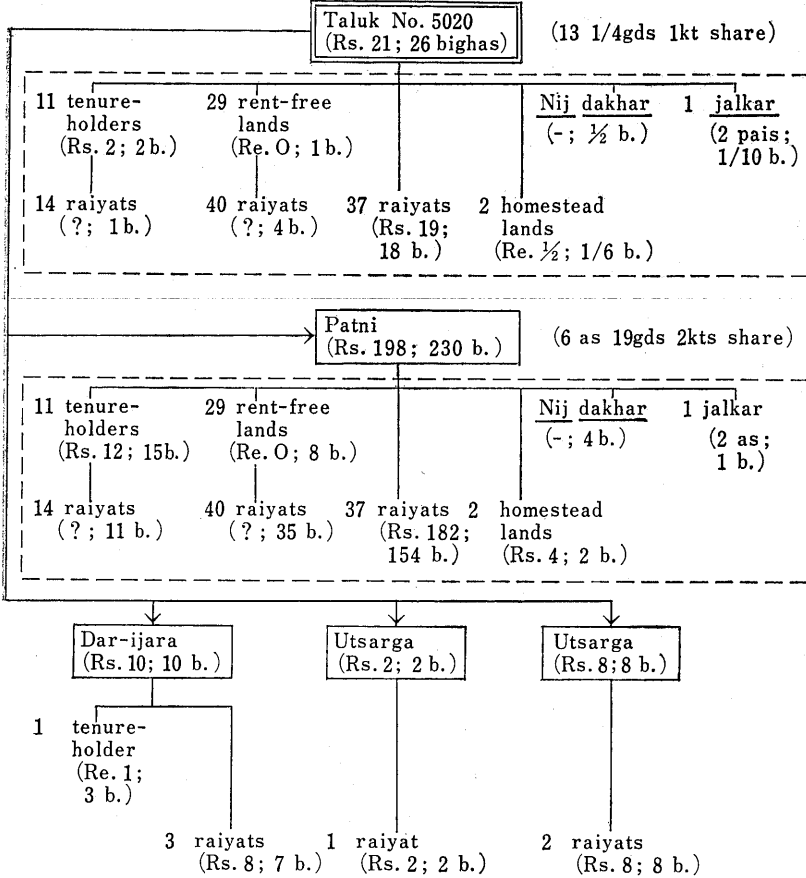 Taluk No. 5020
(Rs. 21; 26 bighas)
(13 1/4gds 1kt share)
11 tenure-
holders
(Rs. 2; 2b.)
29 rent-free
lands
(Re. O; 1b.)
Nij dakhar
(-; ½ b.)
1 jalkar
(2 pais;
1/10 b.)
14 raiyats
(?; 1b.)
40 raiyats
(?; 4b.)
37 raiyats
(Rs. 19;
18 b.)
2 homestead
lands
(Re. ½; 1/6 b.)
Patni
(Rs. 198; 230 b.)
(6 as 19gds 2kts share)
11 tenure-
holders
(Rs. 12; 15b.)
29 rent-free
lands
(Re. O; 8 b.)
Nij dakhar
(-; 4b.)
1 jalkar
(2 as;
1 b.)
14 raiyats
(?; 11 b.)
40 raiyats
(?; 35 b.)
37 raiyats
(Rs. 182;
154 b.)
2 homestead
lands
(Rs. 4; 2 b.)
Dar-ijara
(Rs. 10; 10 b.)
Utsarga
(Rs. 2; 2 b.)
Utsarga
(Rs. 8; 8 b.)
1 tenure-
holder
(Re. 1;
3 b.)
3 raiyats
(Rs. 8; 7 b.)
1 raiyat
(Rs. 2; 2 b.)
2 raiyats
(Rs. 8; 8 b.)